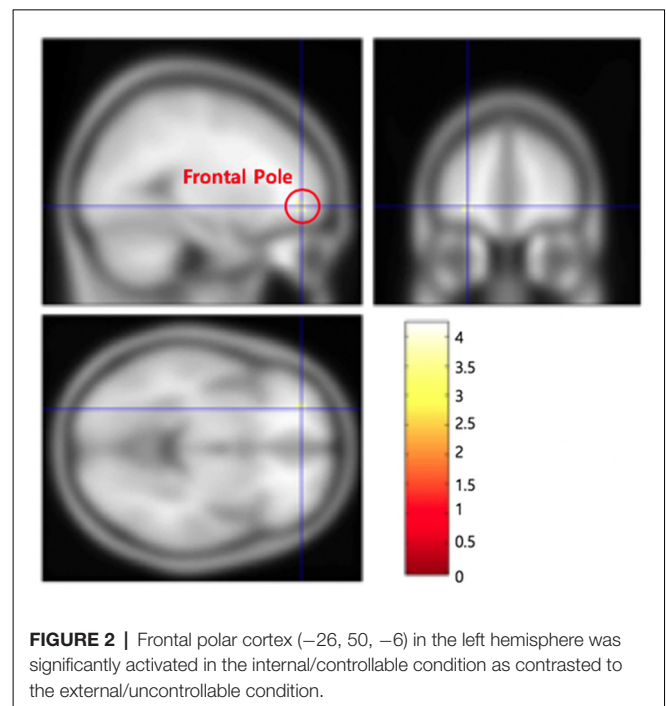 Frontal Pole
4
3.5
3
2.5
2
1.5
1
0.5
0
FIGURE 2 | Frontal polar cortex (−26, 50, −6) in the left hemisphere was
significantly activated in the internal/controllable condition as contrasted to
the external/uncontrollable condition.